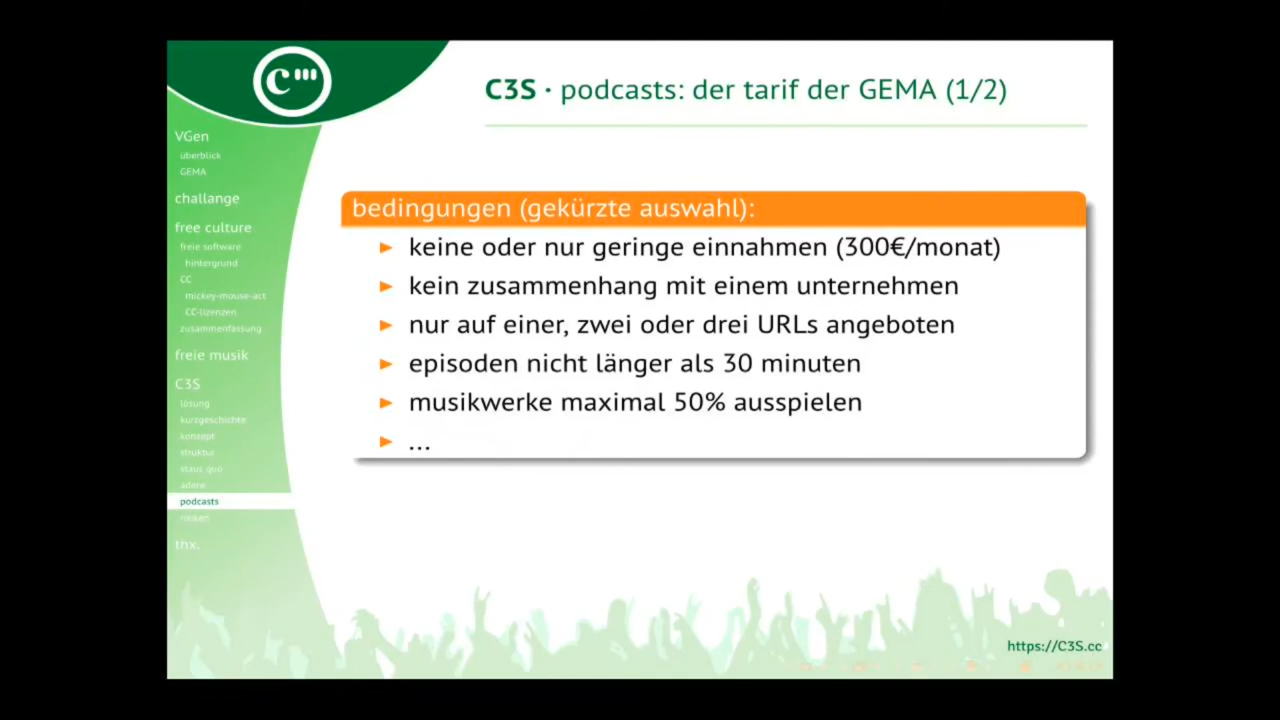 C3S · podcasts: der tarif der GEMA (1/2)
VGen
überblick
GEMA
challange
free culture
freie software
hintergrund
CC
mickey-mouse-act
CC-lizenzen
zusammenfassung
freie musik
C3S
lösung
kurzgeschichte
konzept
struktur
staus quo
adere
podcasts
risiken
thx.
bedingungen (gekürzte auswahl):
► keine oder nur geringe einnahmen (300€/monat)
► kein zusammenhang mit einem unternehmen
► nur auf einer, zwei oder drei URLs angeboten
► episoden nicht länger als 30 minuten
► musikwerke maximal 50% ausspielen
► ...
https://C3S.cc